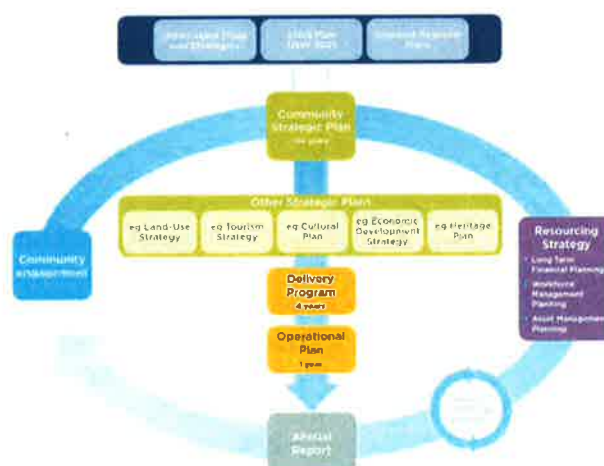 State Plan
Community
Strategic Plan
Other Strategic Plans
eg Land-Use
Strategy
eg Tourism
Strategy
eg Cultural
Plan
eg Economic
Development
Strategy
eg Heritage
Plan
Community
Engagement
Resourcing
Strategy
• Long Term
Financial Planning
• Workforce
Management
Planning
• Asset Management
Planning
Delivery
Program
4 years
Operational
Plan
1 year
Annual
Report